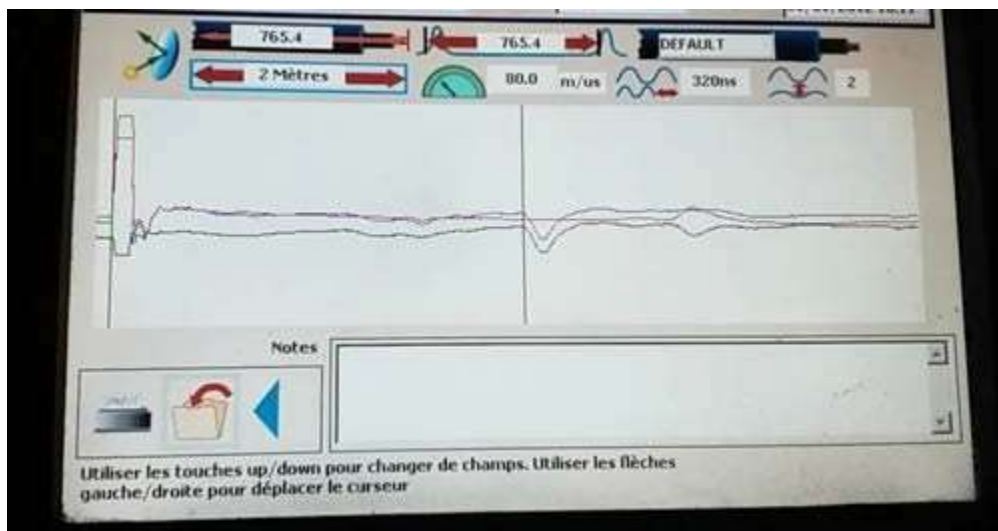 765.4
765.4
DEFAULT
2 Mètres
80.0 m/us
320ns
2
Notes
Utiliser les touches up/down pour changer de champs. Utiliser les flèches
gauche/droite pour déplacer le curseur